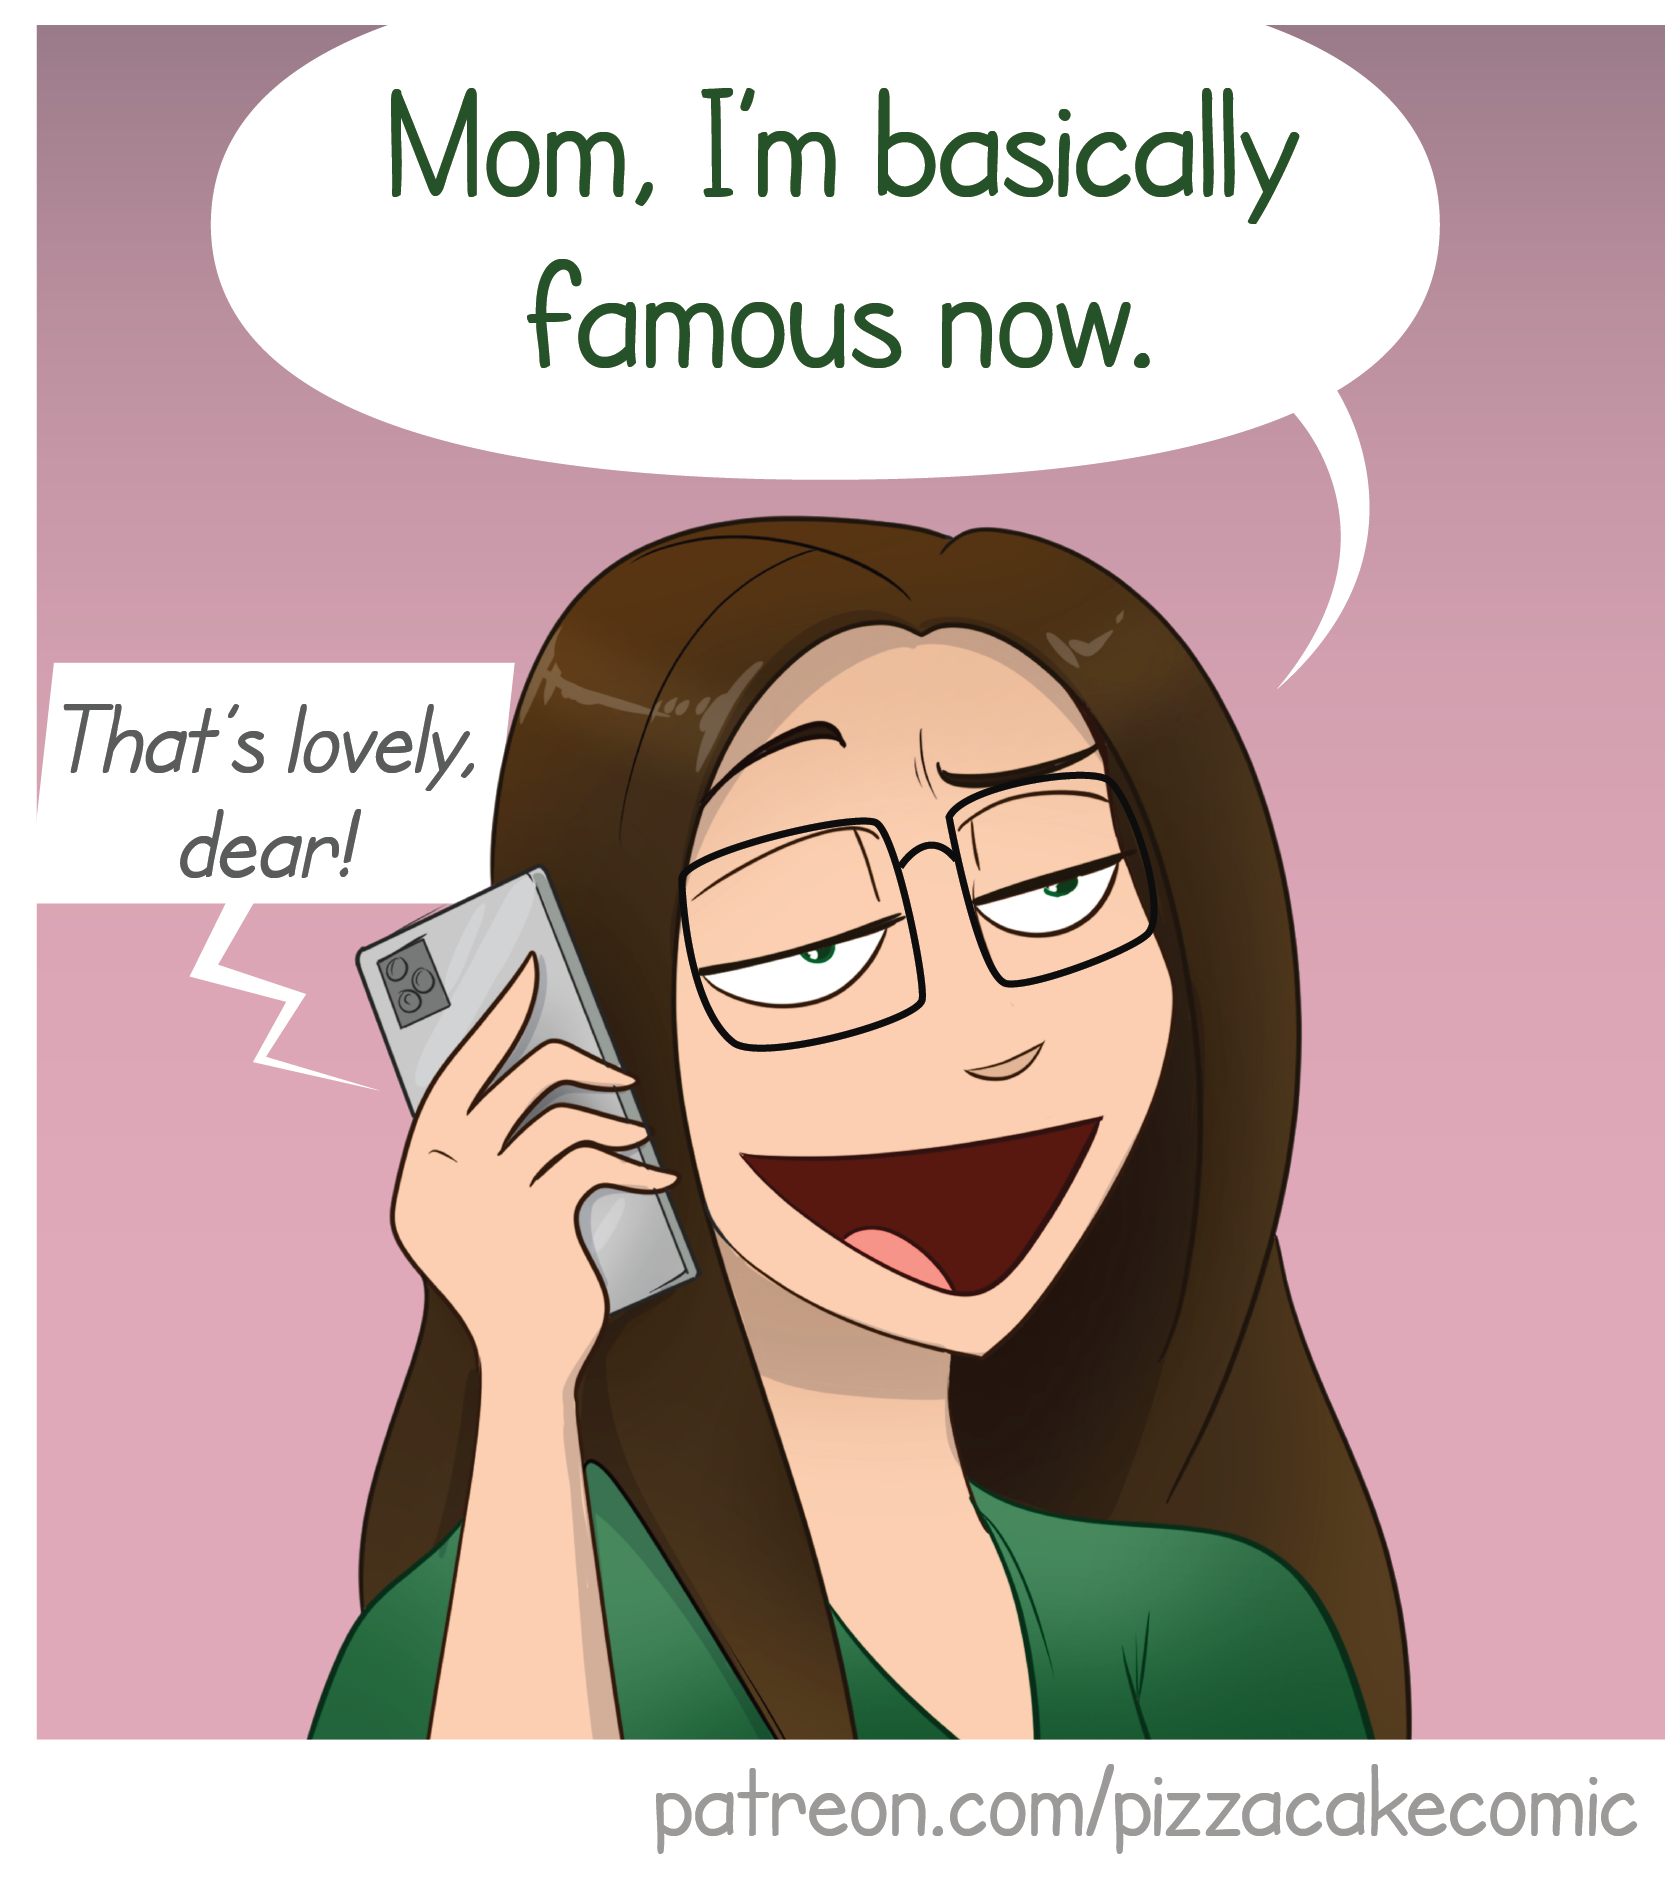 Mom, I'm basically
famous now.
That's lovely,
dear!
patreon.com/pizzacakecomic